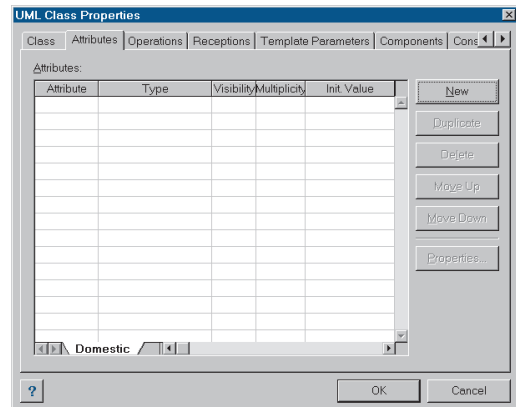 UML Class Properties
Class Attributes Operations Receptions Template Parameters Components Cons
Attributes:
Attribute Type Visibility Multiplicity Init. Value
New
Duplicate
Delete
Move Up
Move Down
Properties...
Domestic
? OK Cancel